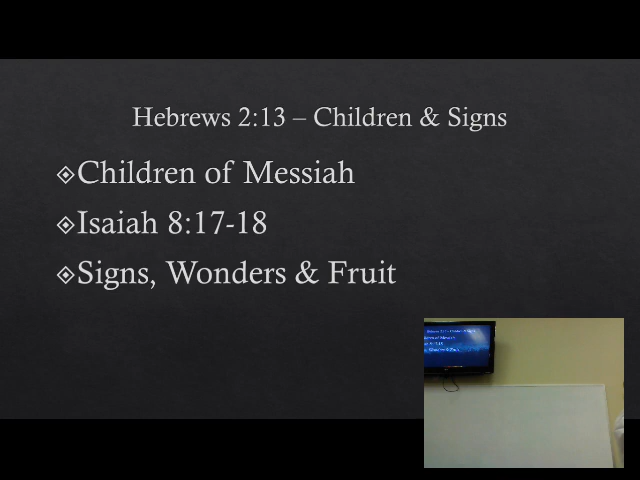 Hebrews 2:13 – Children & Signs
Children of Messiah
Isaiah 8:17-18
Signs, Wonders & Fruit